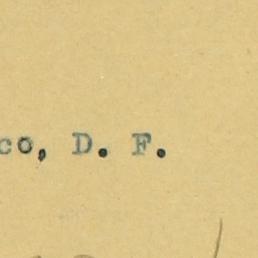 co, D. F.